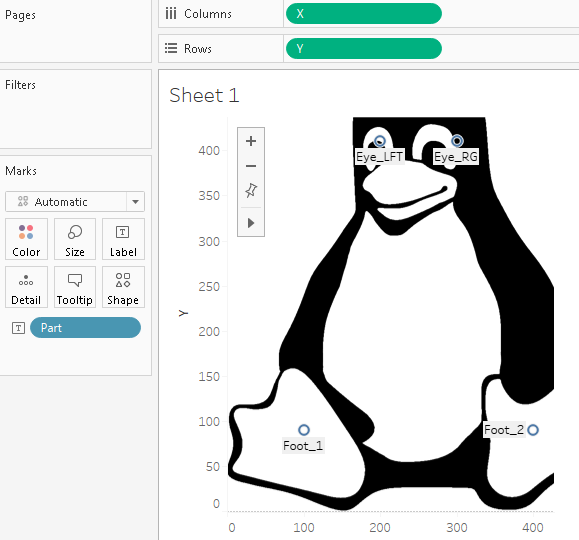 Pages
Columns
X
Rows
Y
Filters
Marks
Automatic
Color
Size
Label
Detail
Tooltip
Shape
Part
Sheet 1
Eye_LFT
Eye_RG
Foot_1
Foot_2
Y
400
350
300
250
200
150
100
50
0
0 100 200 300 400